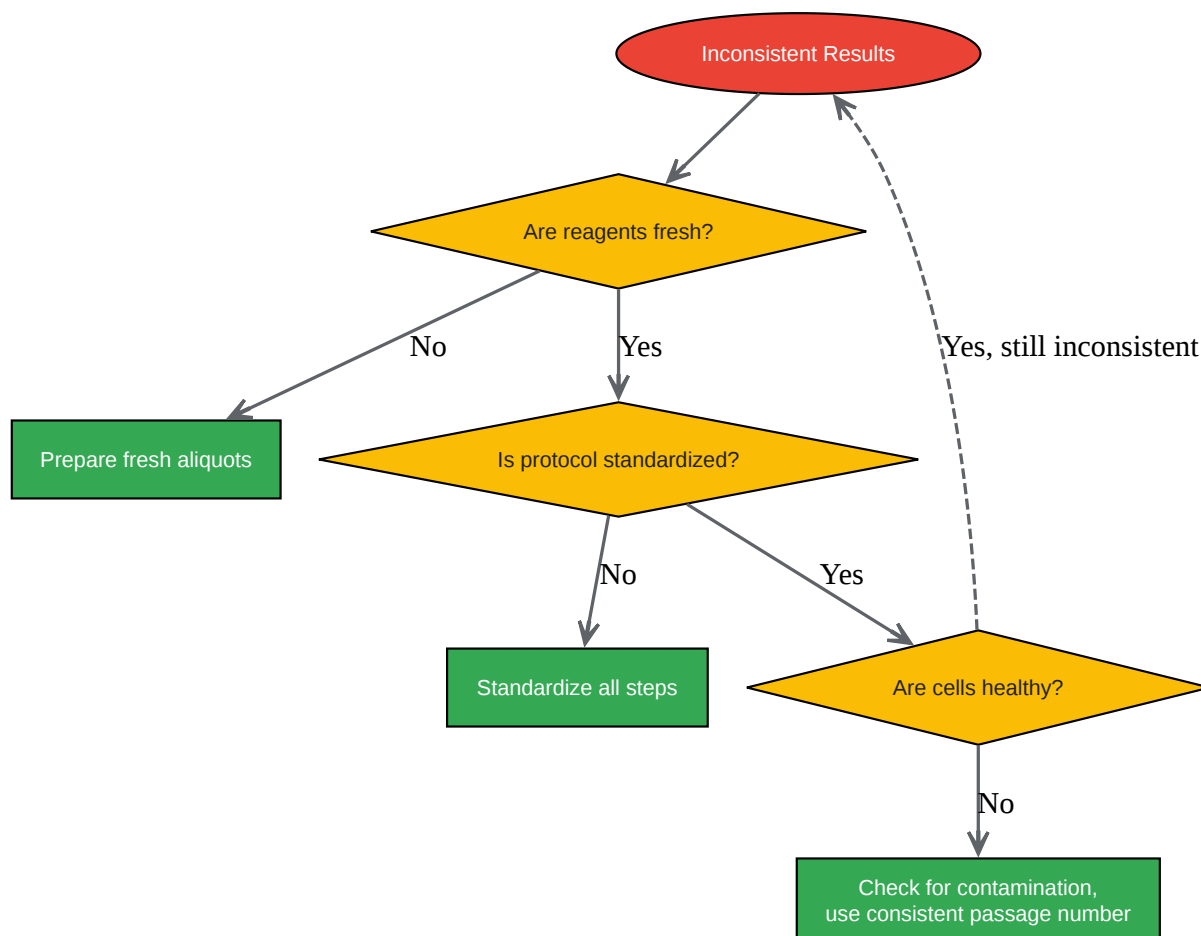 Inconsistent Results
Are reagents fresh?
No
Yes
Yes, still inconsistent
Prepare fresh aliquots
Is protocol standardized?
No
Yes
Standardize all steps
Are cells healthy?
No
Check for contamination,
use consistent passage number